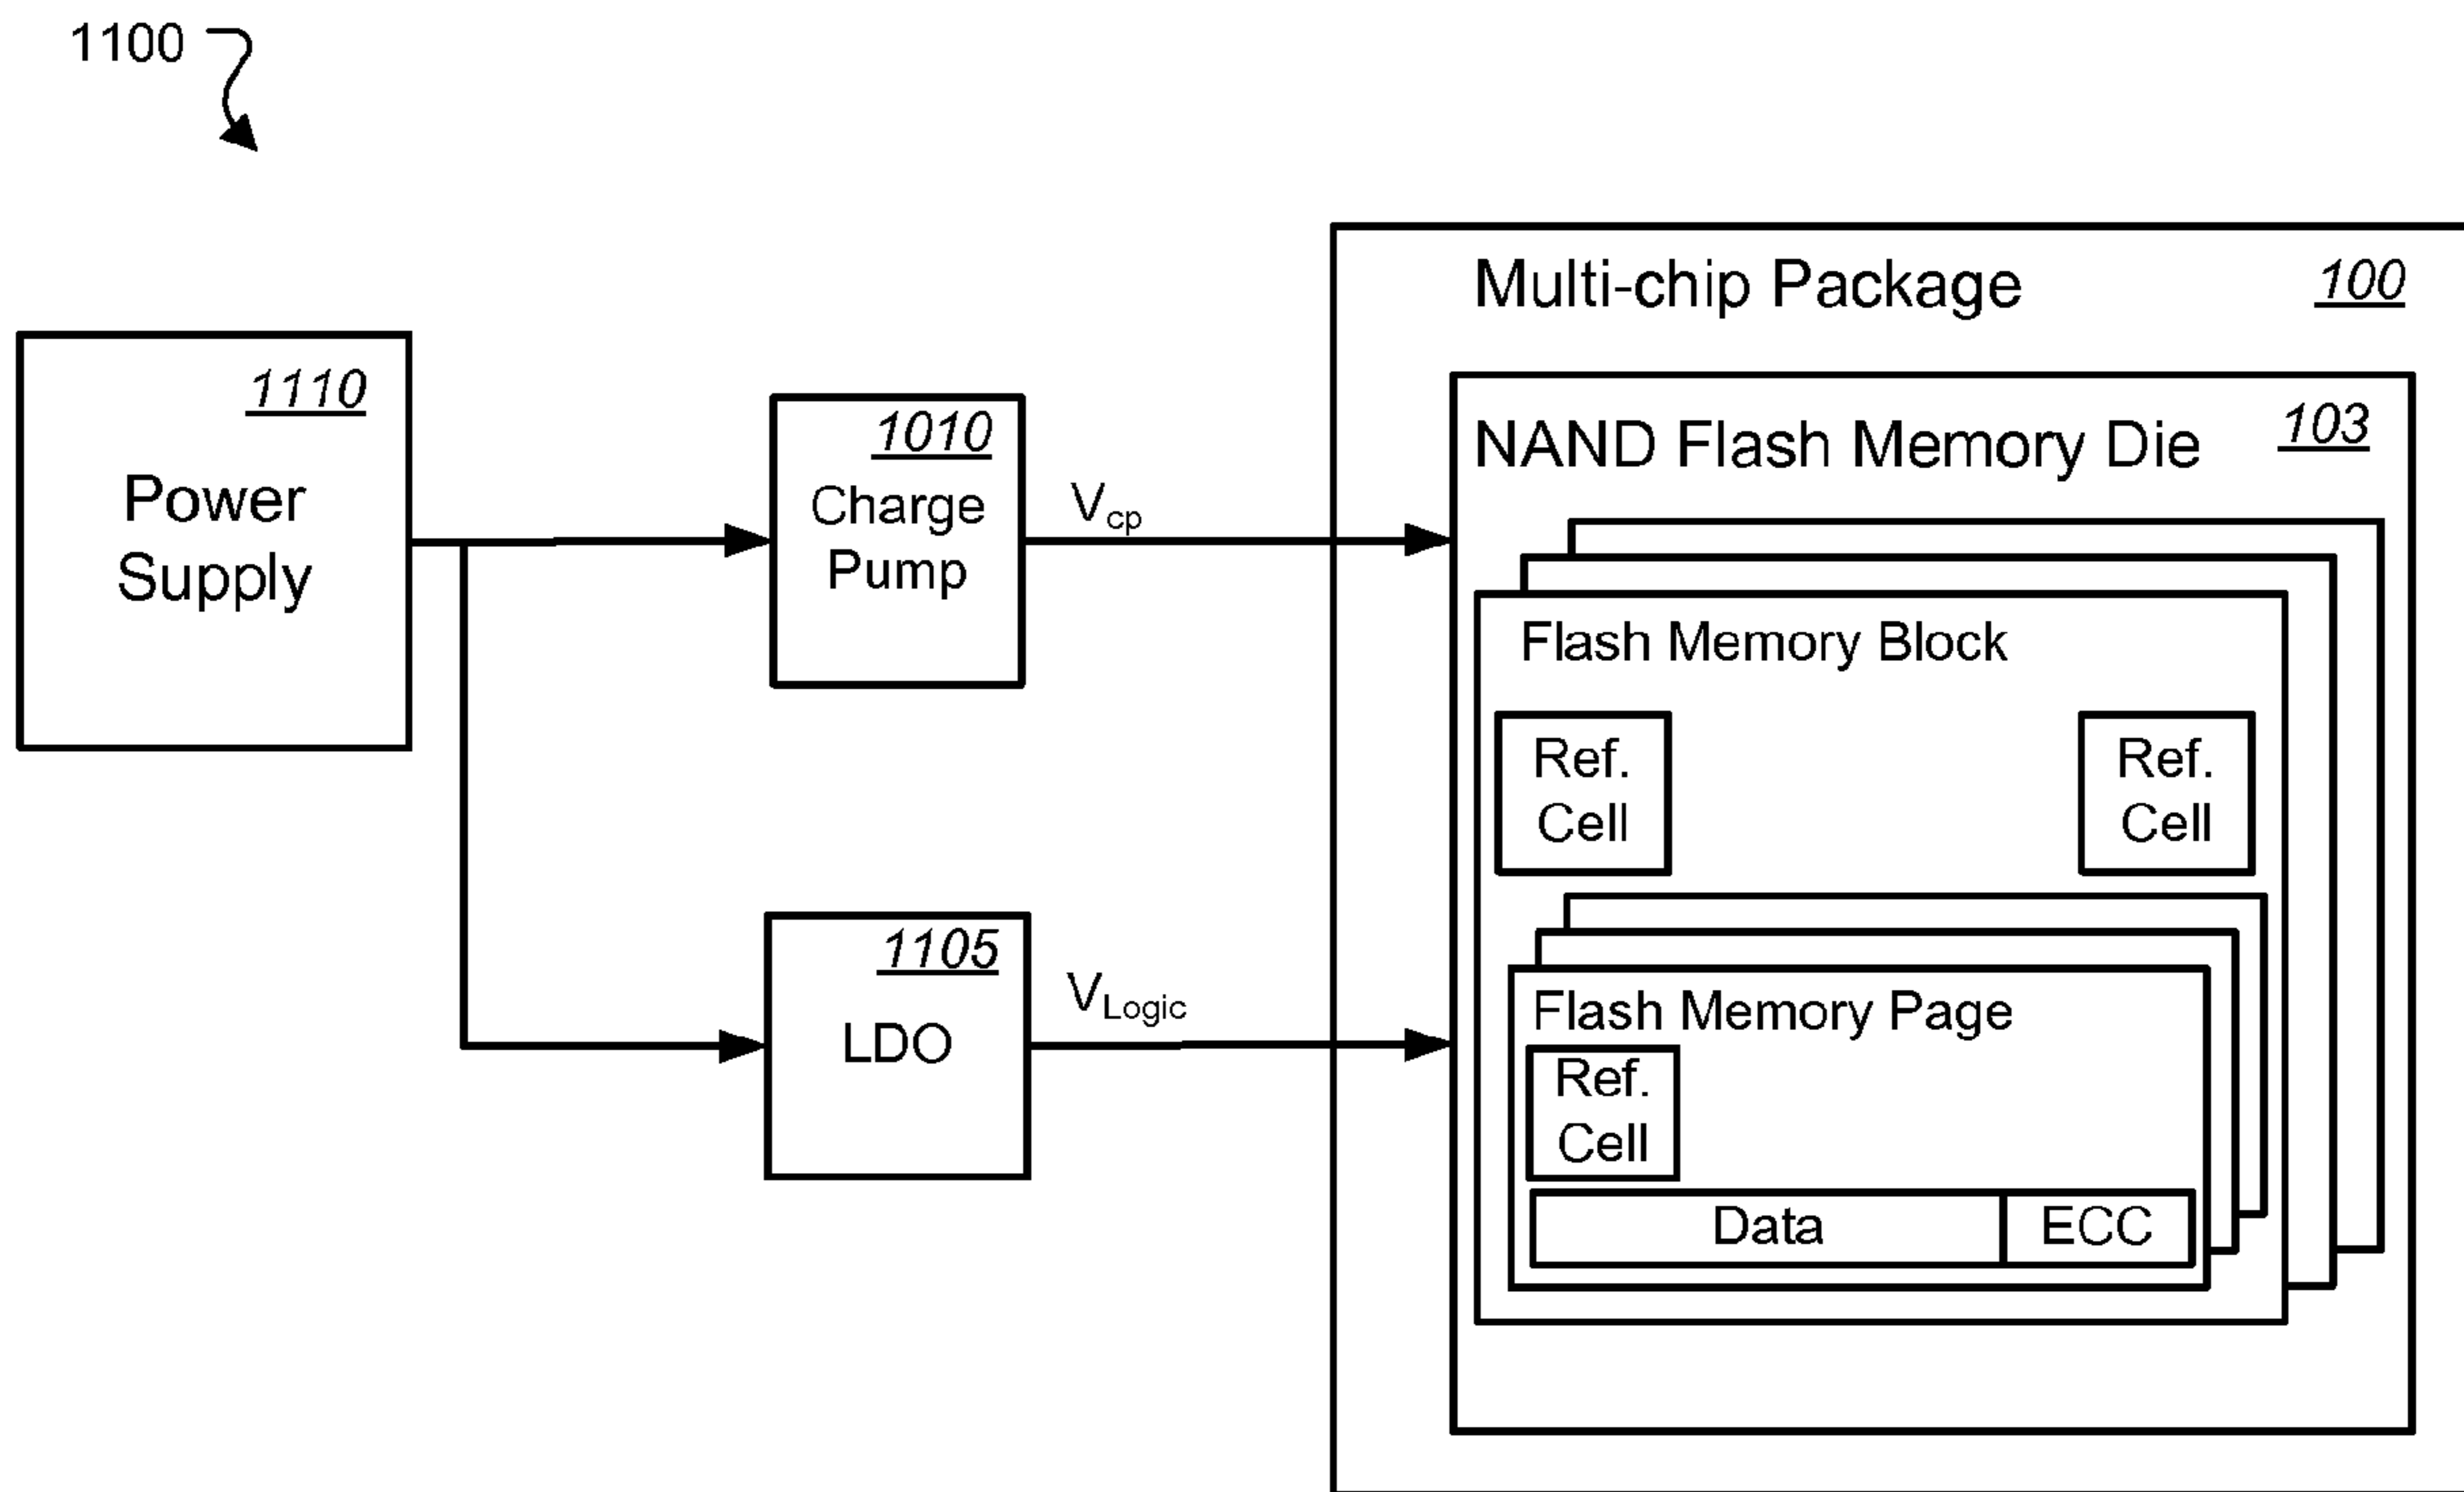 1100
Multi-chip Package 100
1110
Power
Supply
1010
Charge
Pump
Vcp
NAND Flash Memory Die 103
Flash Memory Block
Ref.
Cell
Ref.
Cell
1105
LDO
VLogic
Flash Memory Page
Ref.
Cell
Data
ECC